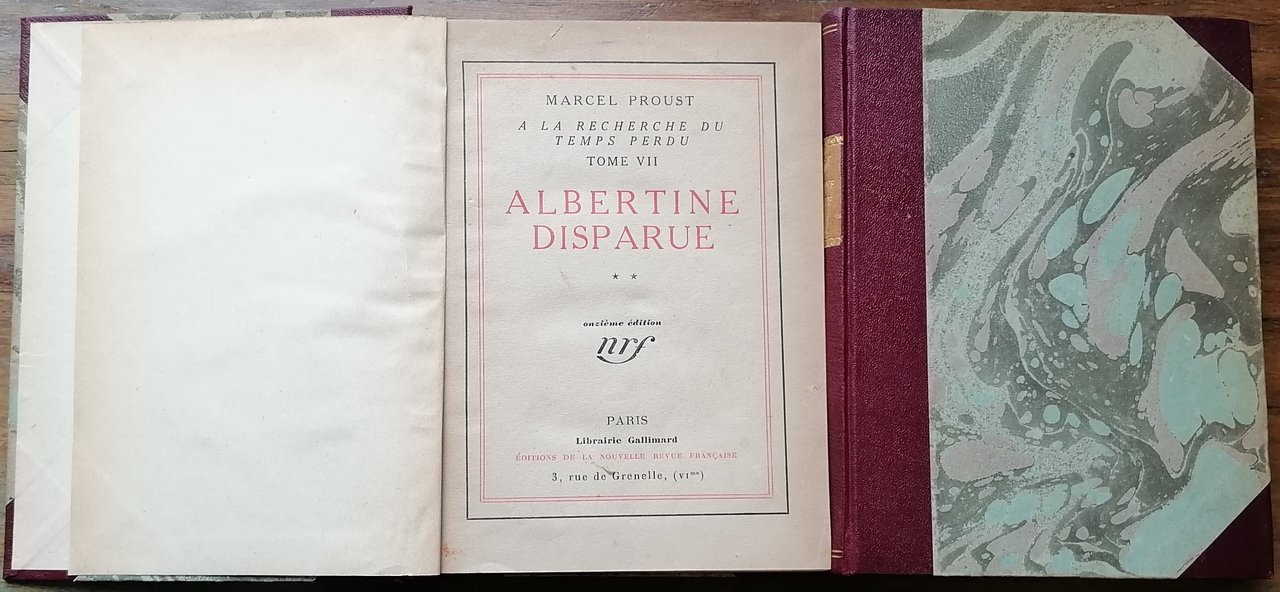 MARCEL PROUST
A LA RECHERCHE DU
TEMPS PERDU
TOME VII
ALBERTINE
DISPARUE
★ ★
onzième édition
nrf
PARIS
Librairie Gallimard
ÉDITIONS DE LA NOUVELLE REVUE FRANÇAISE
3, rue de Grenelle, (VIme)